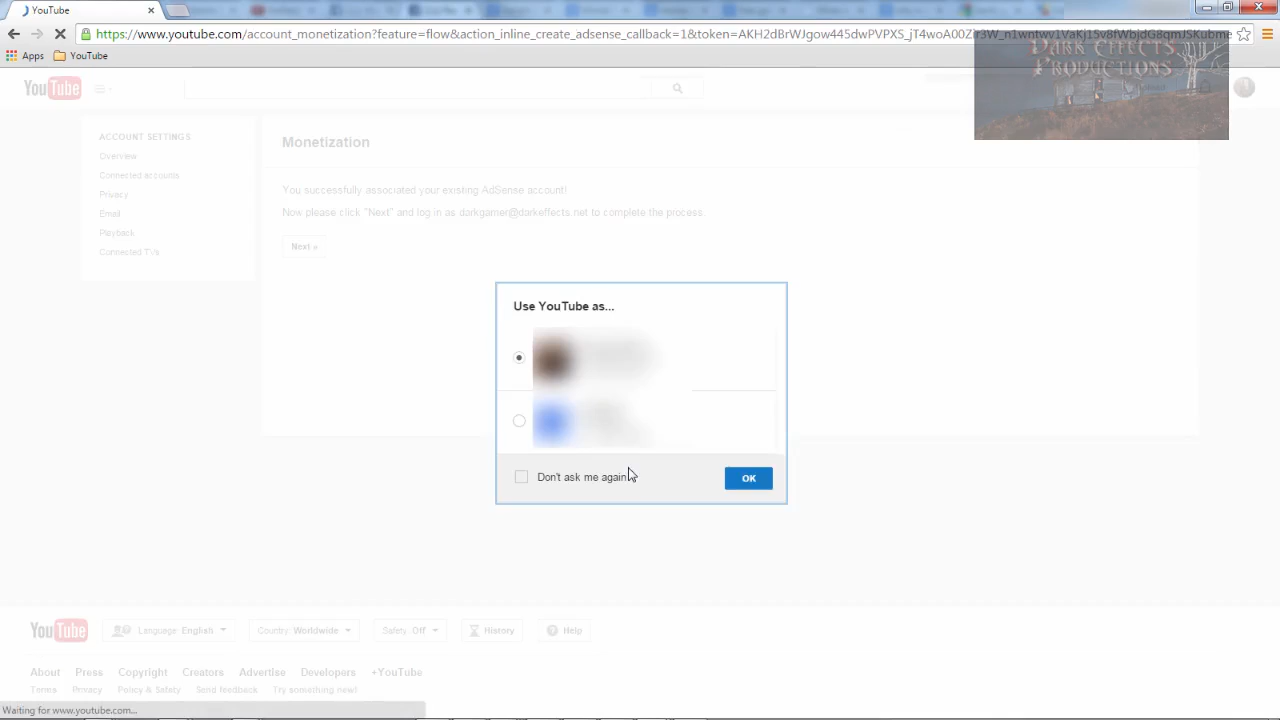 YouTube
https://www.youtube.com/account_monetization?feature=flow&action_inline_create_adsense_callback=1&token=
Apps YouTube
DARK EFFECTS
PRODUCTIONS
YouTube
ACCOUNT SETTINGS
Overview
Connected accounts
Privacy
Email
Playback
Connected TVs
Monetization
You successfully associated your existing AdSense account!
Now please click "Next" and log in as darkgamer@darkeffects.net to complete the process.
Next »
Use YouTube as...
Don't ask me again
OK
YouTube Language: English Country: Worldwide Safety: Off History Help
About Press Copyright Creators Advertise Developers +YouTube
Terms Privacy Policy & Safety Send feedback Try something new!
Waiting for www.youtube.com...